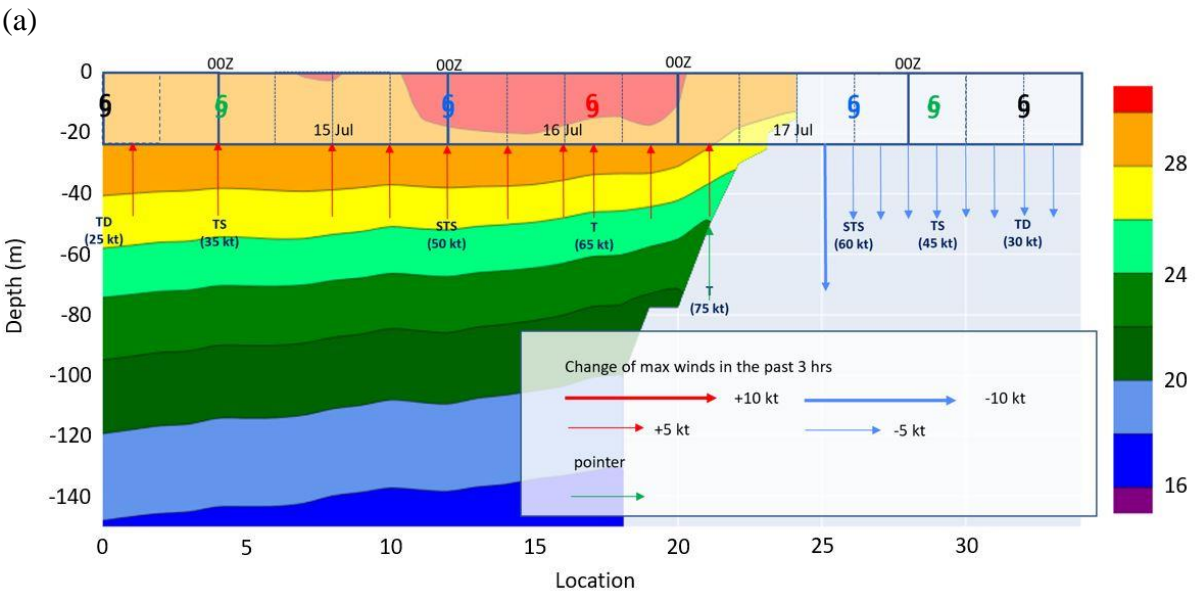 (a)
00Z 00Z 00Z 00Z
0
-20
-40
-60
-80
-100
-120
-140
Depth (m)
15 Jul 16 Jul 17 Jul
TD
(25 kt)
TS
(35 kt)
STS
(50 kt)
T
(65 kt)
T
(75 kt)
STS
(60 kt)
TS
(45 kt)
TD
(30 kt)
Change of max winds in the past 3 hrs
+10 kt -10 kt
+5 kt -5 kt
pointer
28
24
20
16
0 5 10 15 20 25 30
Location